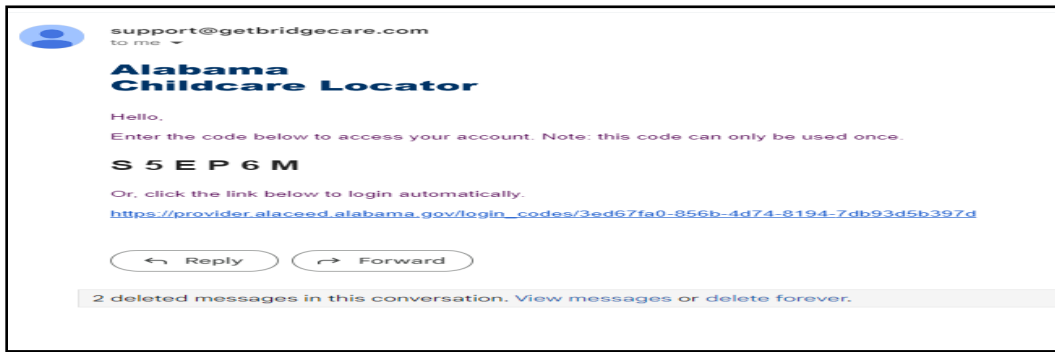 support@getbridgecare.com
to me
Alabama
Childcare Locator
Hello,
Enter the code below to access your account. Note: this code can only be used once.
S 5 E P 6 M
Or, click the link below to login automatically.
https://provider.alaceed.alabama.gov/login_codes/3ed67fa0-856b-4d74-8194-7db93d5b397d
Reply Forward
2 deleted messages in this conversation. View messages or delete forever.